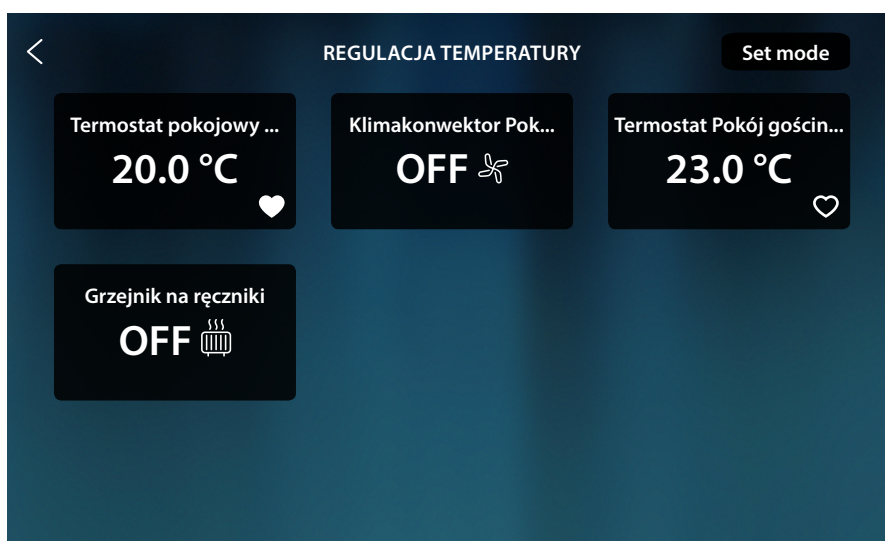 REGULACJA TEMPERATURY
Set mode
Termostat pokojowy ...
20.0 °C
Klimakonwektor Pok...
OFF
Termostat Pokój gościn...
23.0 °C
Grzejnik na ręczniki
OFF